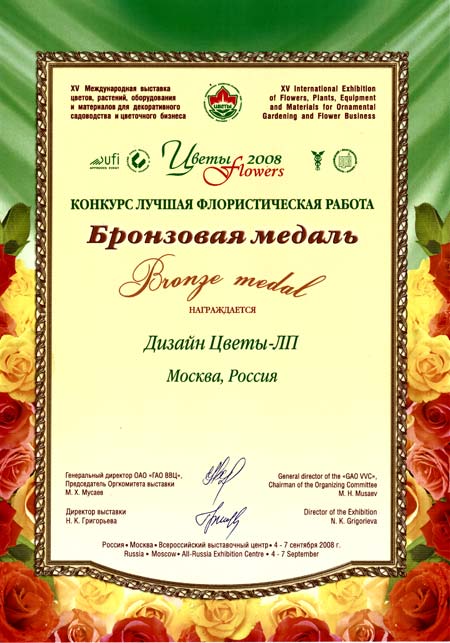 XV Международная выставка
цветов, растений, оборудования
и материалов для декоративного
садоводства и цветочного бизнеса
ЦВЕТЫ
XV International Exhibition
of Flowers, Plants, Equipment
and Materials for Ornamental
Gardening and Flower Business
ufi
APPROVED EVENT
Цветы 2008
Flowers
КОНКУРС ЛУЧШАЯ ФЛОРИСТИЧЕСКАЯ РАБОТА
Бронзовая медаль
Bronze medal
НАГРАЖДАЕТСЯ
Дизайн Цветы-ЛП
Москва, Россия
Генеральный директор ОАО «ГАО ВВЦ»,
Председатель Оргкомитета выставки
М. Х. Мусаев
General director of the «GAO VVC»,
Chairman of the Organizing Committee
M. H. Musaev
Директор выставки
Н. К. Григорьева
Director of the Exhibition
N. K. Grigorieva
Россия • Москва • Всероссийский выставочный центр • 4 - 7 сентября 2008 г.
Russia • Moscow • All-Russia Exhibition Centre • 4 - 7 September